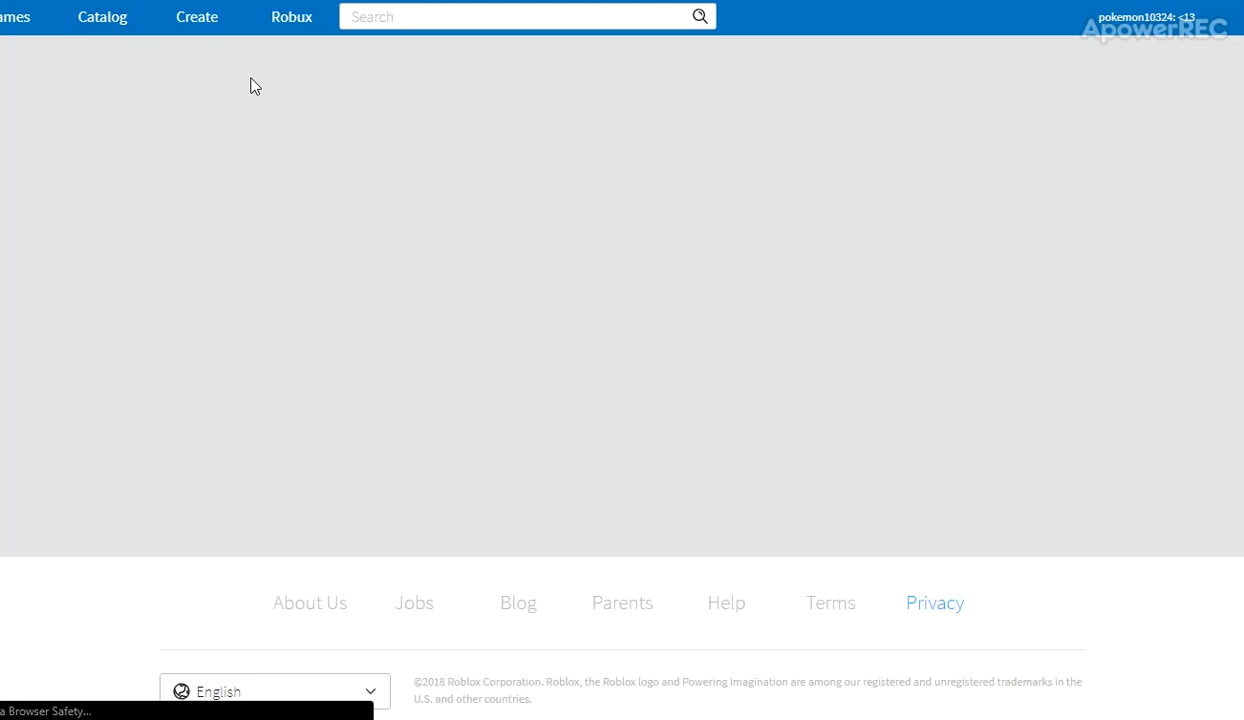 ames Catalog Create Robux Search pokemon10324: <13
ApowerREC
About Us Jobs Blog Parents Help Terms Privacy
English
©2018 Roblox Corporation. Roblox, the Roblox logo and Powering Imagination are among our registered and unregistered trademarks in the
U.S. and other countries.
a Browser Safety...